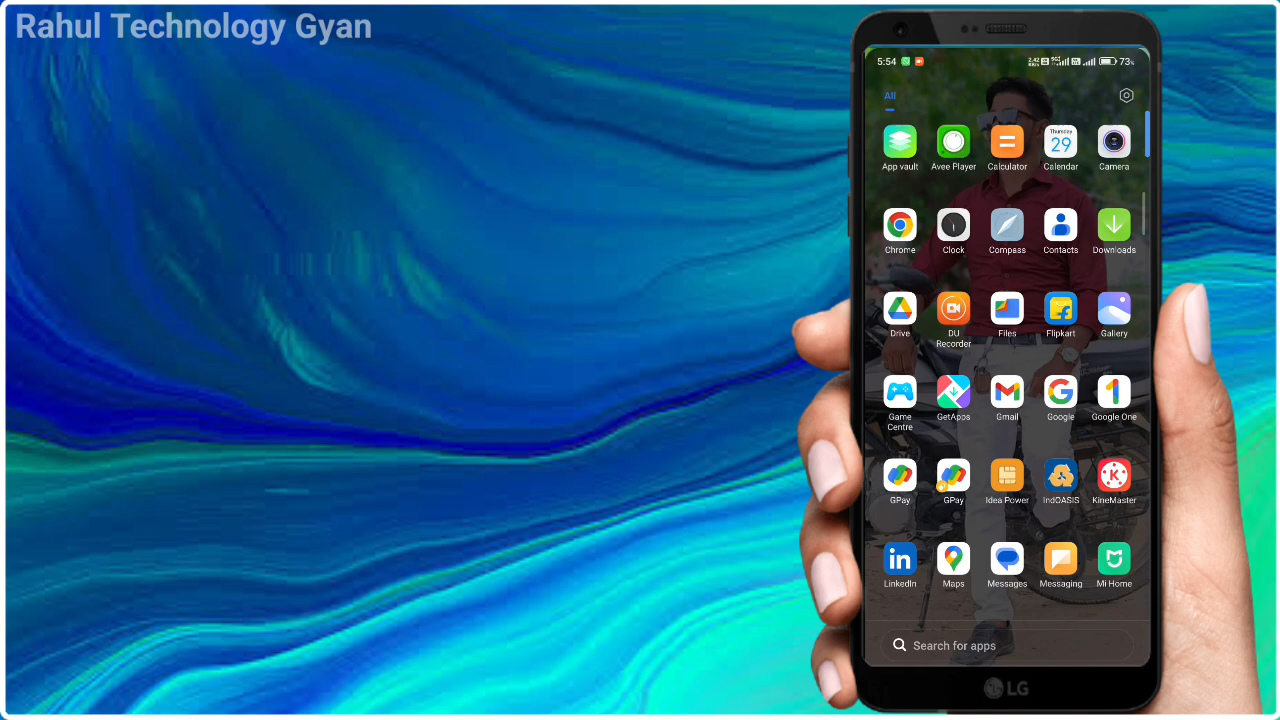 Rahul Technology Gyan
5:54
73%
All
App vault Avee Player Calculator Calendar Camera
Thursday
29
Chrome Clock Compass Contacts Downloads
Drive DU Recorder Files Flipkart Gallery
Game Centre GetApps Gmail Google Google One
GPay GPay Idea Power IndOASIS KineMaster
LinkedIn Maps Messages Messaging Mi Home
Search for apps
LG